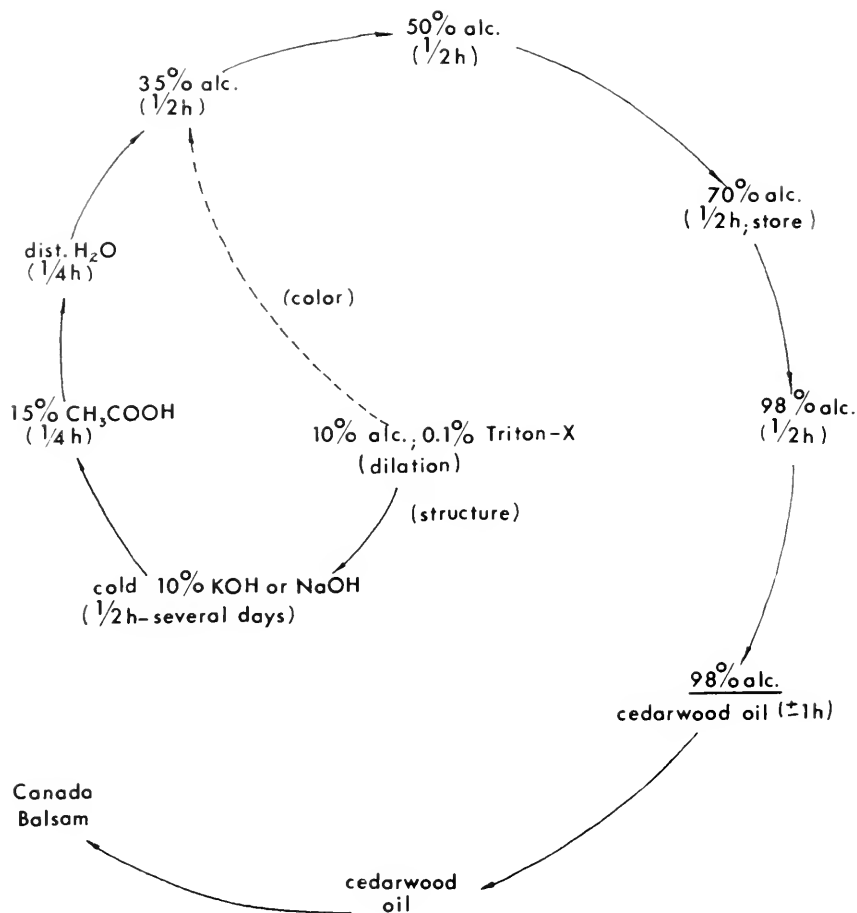 50% alc.
(1/2h)
35% alc.
(1/2h)
70% alc.
(1/2h; store)
dist. H₂O
(1/4h)
(color)
15% CH₃COOH
(1/4h)
98% alc.
(1/2h)
10% alc.; 0.1% Triton-X
(dilation)
(structure)
cold 10% KOH or NaOH
(1/2h-several days)
98% alc.
cedarwood oil (±1h)
Canada
Balsam
cedarwood
oil